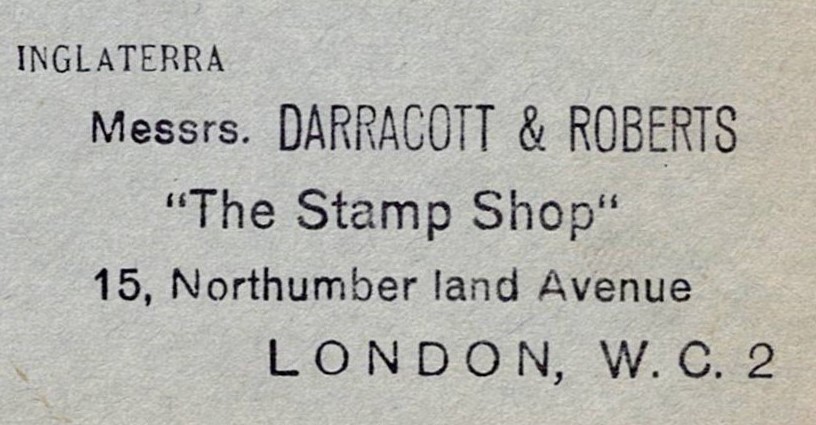 INGLATERRA
Messrs. DARRACOTT & ROBERTS
“The Stamp Shop“
15, Northumber land Avenue
LONDON, W. C. 2